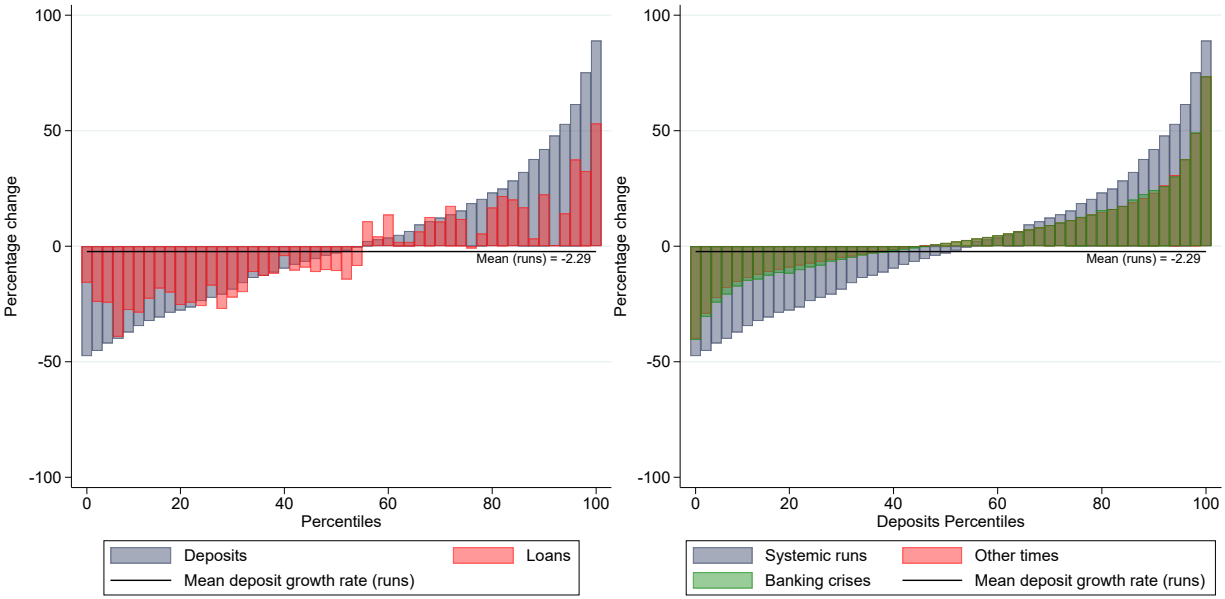 100
50
0
-50
-100
Percentage change
Mean (runs) = -2.29
0 20 40 60 80 100
Percentiles
Deposits Loans
Mean deposit growth rate (runs)
100
50
0
-50
-100
Percentage change
Mean (runs) = -2.29
0 20 40 60 80 100
Deposits Percentiles
Systemic runs Other times
Banking crises Mean deposit growth rate (runs)